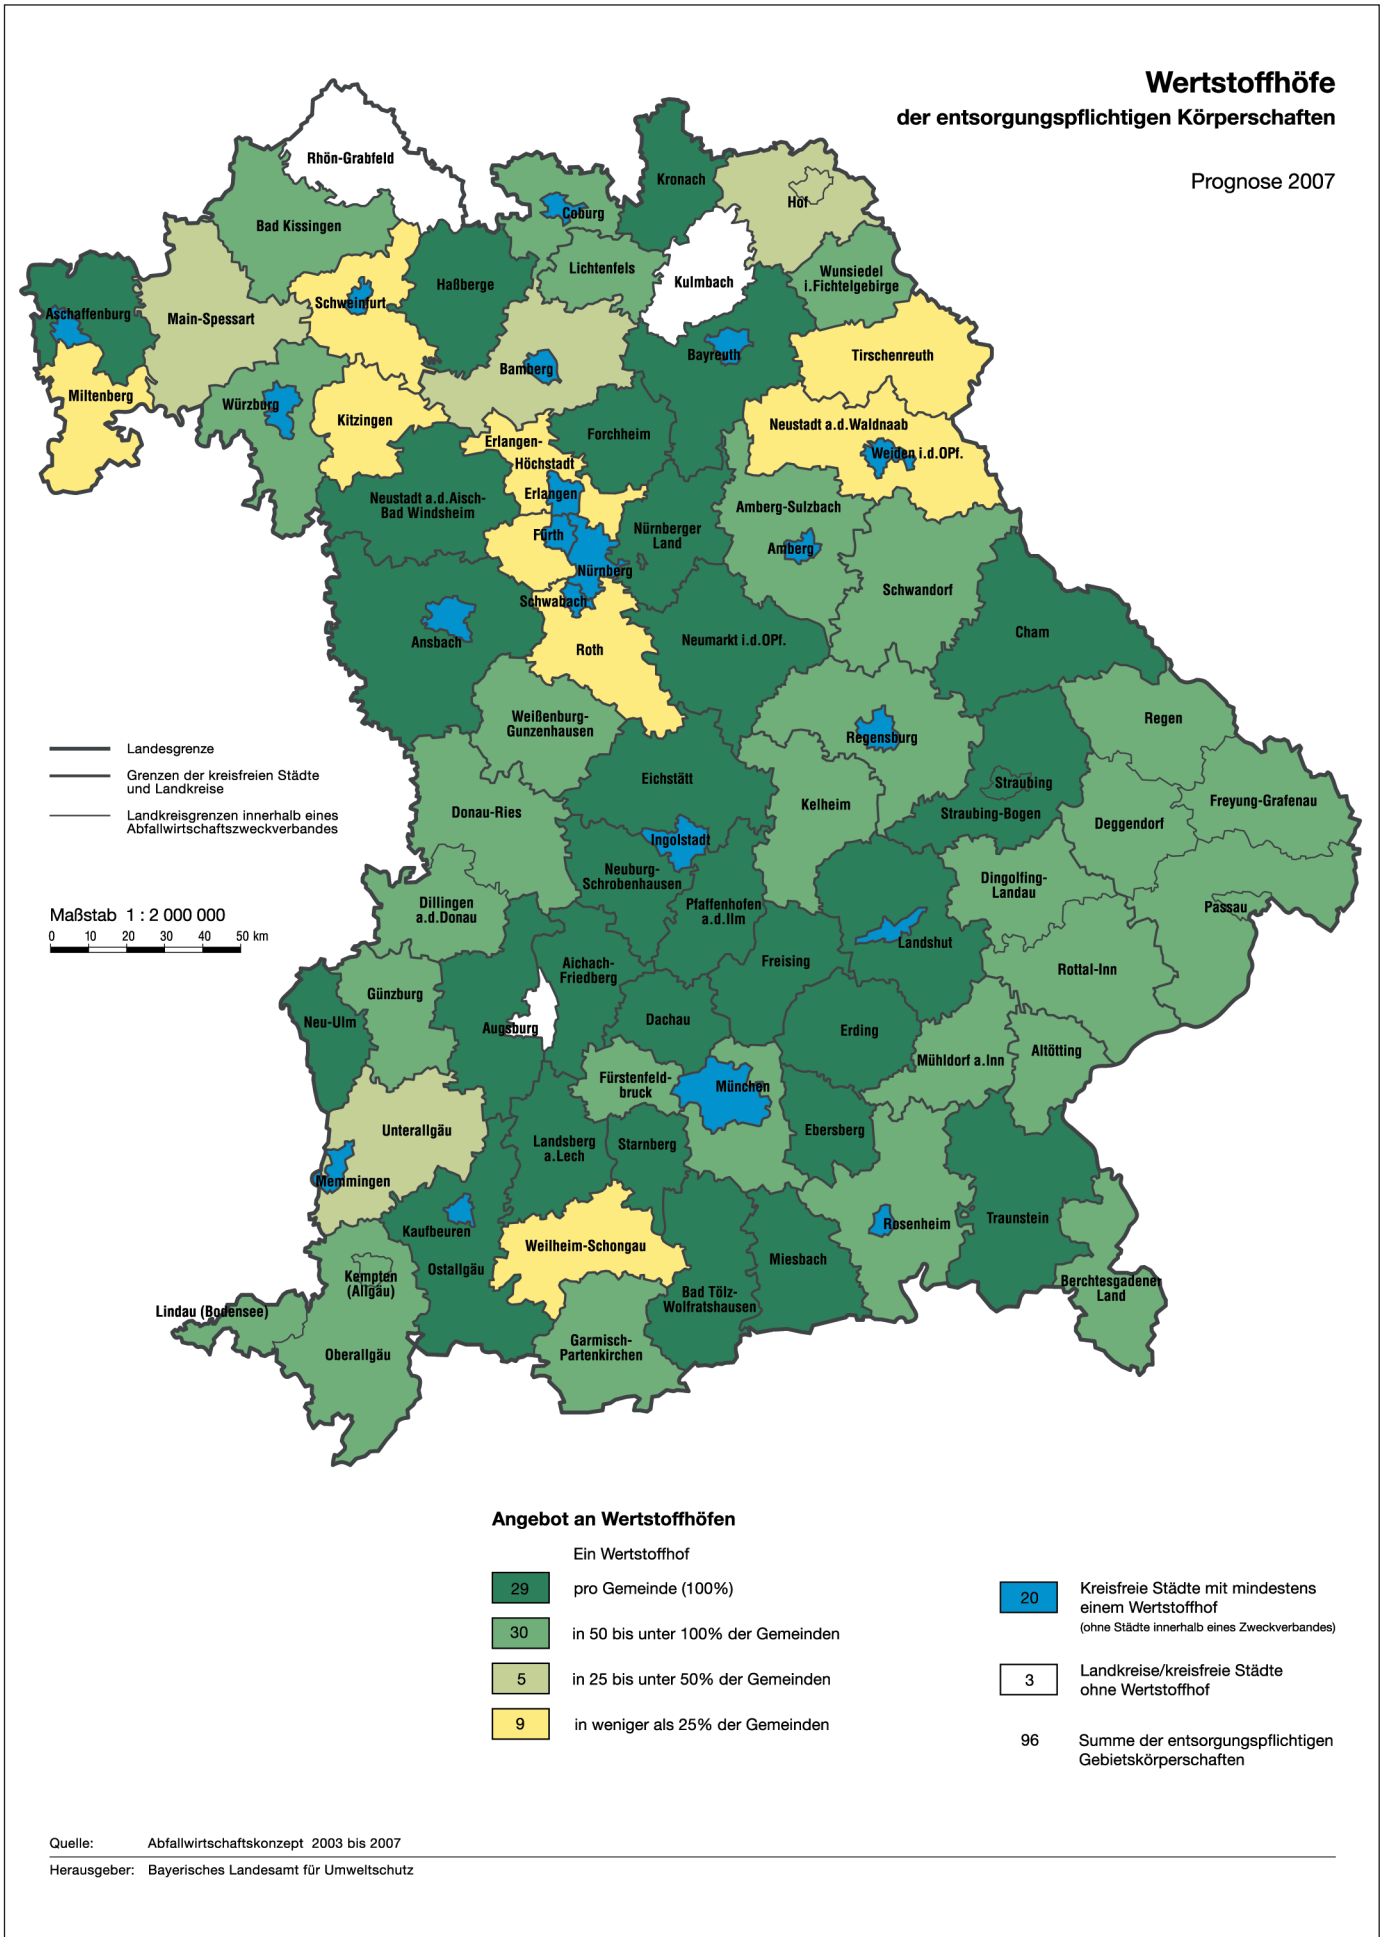 Wertstoffhöfe
der entsorgungspflichtigen Körperschaften
Prognose 2007
Rhön-Grabfeld
Kronach
Hof
Coburg
Bad Kissingen
Lichtenfels
Kulmbach
Wunsiedel
i.Fichtelgebirge
Haßberge
Schweinfurt
Aschaffenburg
Main-Spessart
Bayreuth
Tirschenreuth
Bamberg
Miltenberg
Würzburg
Kitzingen
Forchheim
Neustadt a.d.Waldnaab
Weiden i.d.OPf.
Erlangen-
Höchstadt
Erlangen
Neustadt a.d.Aisch-
Bad Windsheim
Amberg-Sulzbach
Fürth
Nürnberger
Land
Amberg
Nürnberg
Schwabach
Schwandorf
Ansbach
Roth
Neumarkt i.d.OPf.
Cham
Weißenburg-
Gunzenhausen
Regensburg
Regen
Landesgrenze
Grenzen der kreisfreien Städte
und Landkreise
Landkreisgrenzen innerhalb eines
Abfallwirtschaftszweckverbandes
Eichstätt
Straubing
Donau-Ries
Kelheim
Straubing-Bogen
Deggendorf
Freyung-Grafenau
Ingolstadt
Neuburg-
Schrobenhausen
Dingolfing-
Landau
Dillingen
a.d.Donau
Pfaffenhofen
a.d.Ilm
Passau
Maßstab 1 : 2 000 000
0 10 20 30 40 50 km
Landshut
Aichach-
Friedberg
Freising
Rottal-Inn
Günzburg
Neu-Ulm
Augsburg
Dachau
Erding
Mühldorf a.Inn
Altötting
Fürstenfeld-
bruck
München
Unterallgäu
Landsberg
a.Lech
Starnberg
Ebersberg
Memmingen
Kaufbeuren
Rosenheim
Traunstein
Weilheim-Schongau
Miesbach
Ostallgäu
Kempten
(Allgäu)
Bad Tölz-
Wolfratshausen
Berchtesgadener
Land
Lindau (Bodensee)
Oberallgäu
Garmisch-
Partenkirchen
Angebot an Wertstoffhöfen
Ein Wertstoffhof
29 pro Gemeinde (100%)
30 in 50 bis unter 100% der Gemeinden
5 in 25 bis unter 50% der Gemeinden
9 in weniger als 25% der Gemeinden
20 Kreisfreie Städte mit mindestens
einem Wertstoffhof
(ohne Städte innerhalb eines Zweckverbandes)
3 Landkreise/kreisfreie Städte
ohne Wertstoffhof
96 Summe der entsorgungspflichtigen
Gebietskörperschaften
Quelle: Abfallwirtschaftskonzept 2003 bis 2007
Herausgeber: Bayerisches Landesamt für Umweltschutz